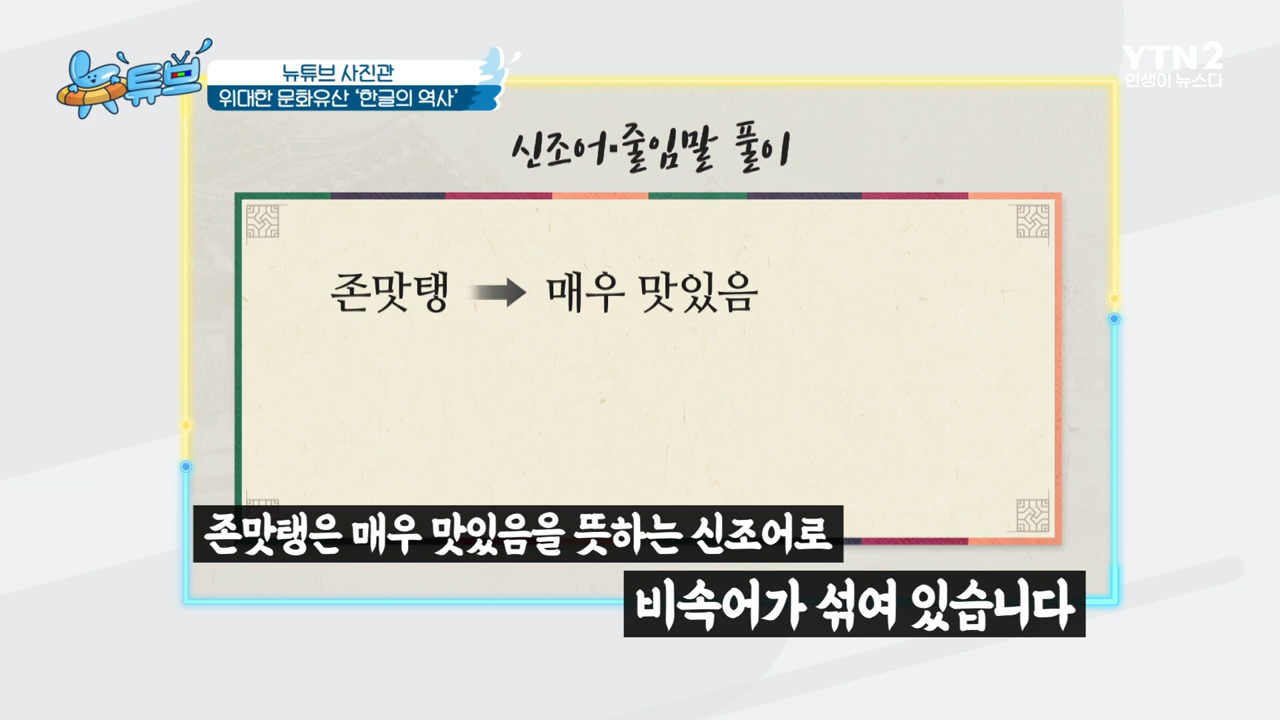 뉴튜브
뉴튜브 사진관
위대한 문화유산 ‘한글의 역사’
YTN2
인생이 뉴스다
신조어·줄임말 풀이
존맛탱 → 매우 맛있음
존맛탱은 매우 맛있음을 뜻하는 신조어로
비속어가 섞여 있습니다